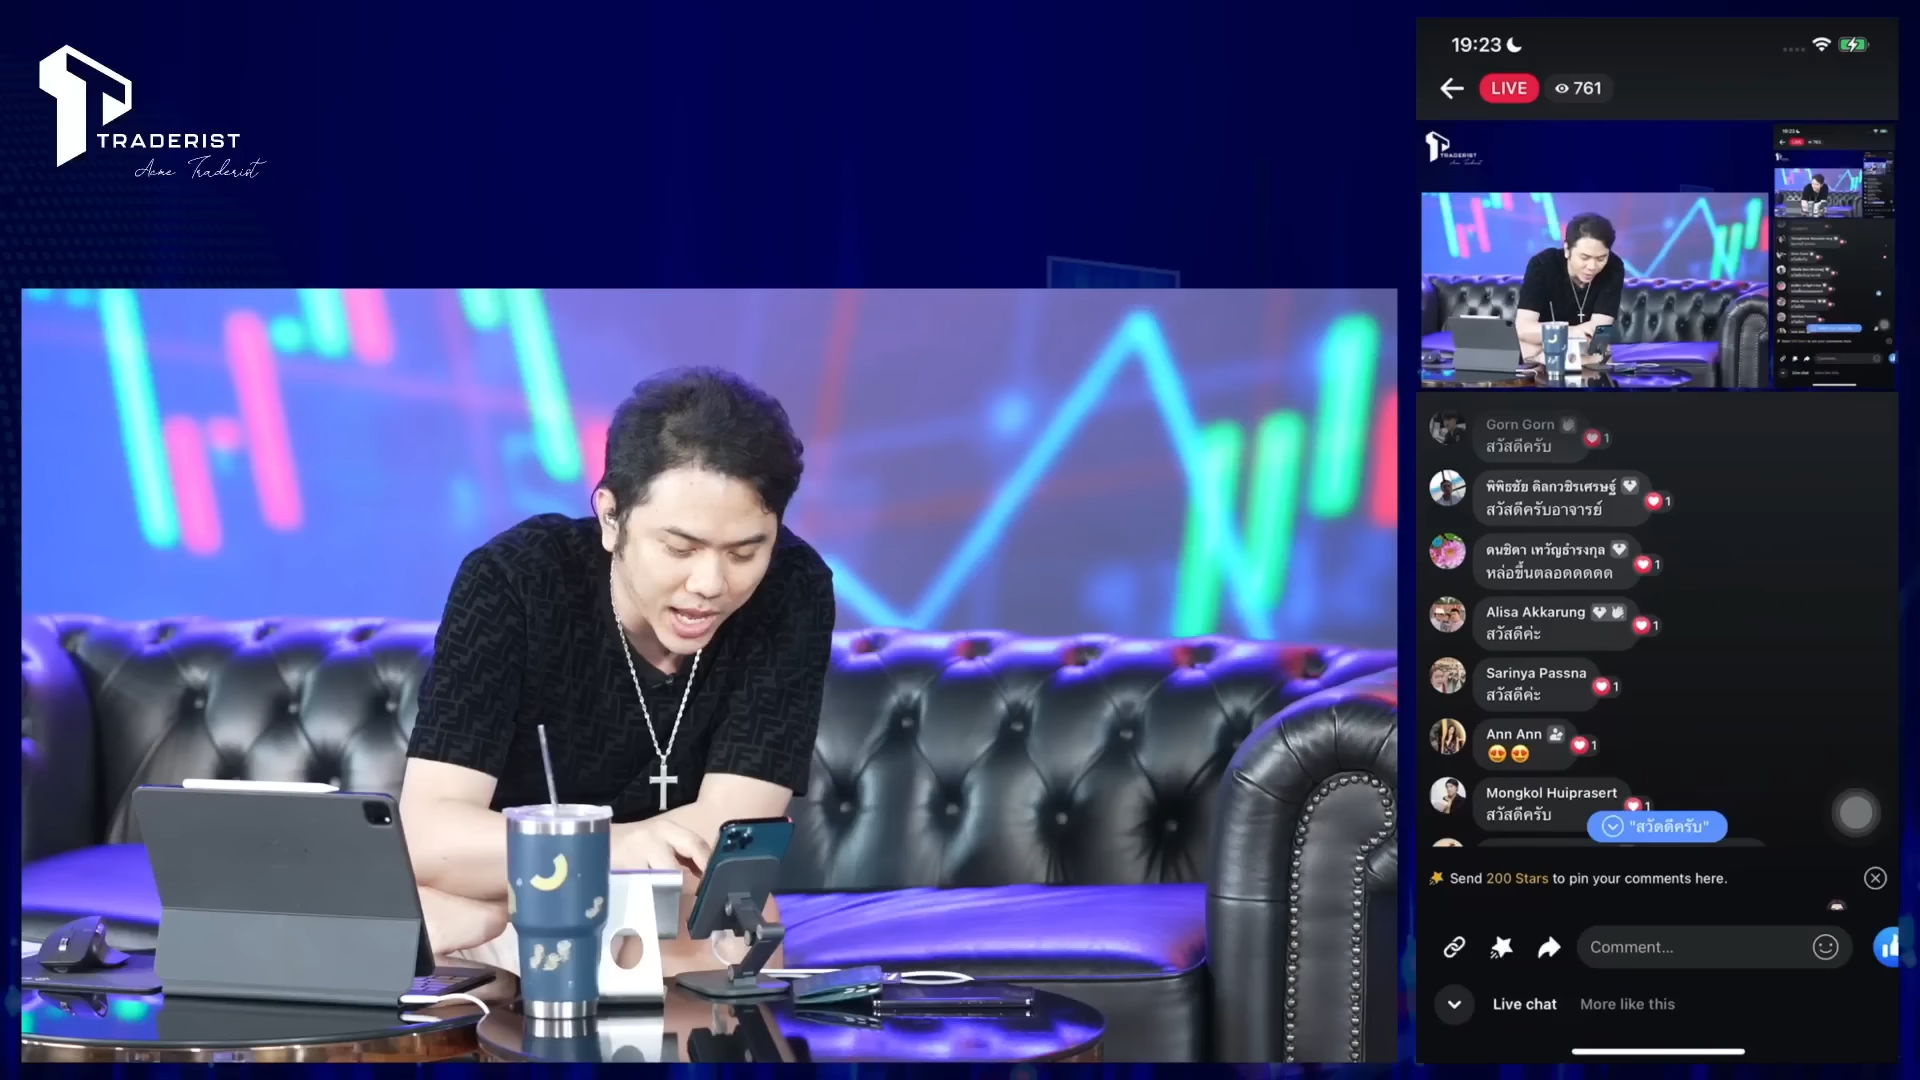 TRADERIST
Acme Traderist
19:23
LIVE
761
TRADERIST
Gorn Gorn
สวัสดีครับ
1
พิพิธชัย ดิลกวชิรเศรษฐ์
สวัสดีครับอาจารย์
1
ดนชิดา เทวัญธำรงกุล
หล่อขึ้นตลอดดดดด
1
Alisa Akkarung
สวัสดีค่ะ
1
Sarinya Passna
สวัสดีค่ะ
1
Ann Ann
😍😍
1
Mongkol Huiprasert
สวัสดีครับ
1
"สวัดดีครับ"
Send 200 Stars to pin your comments here.
Comment...
Live chat
More like this